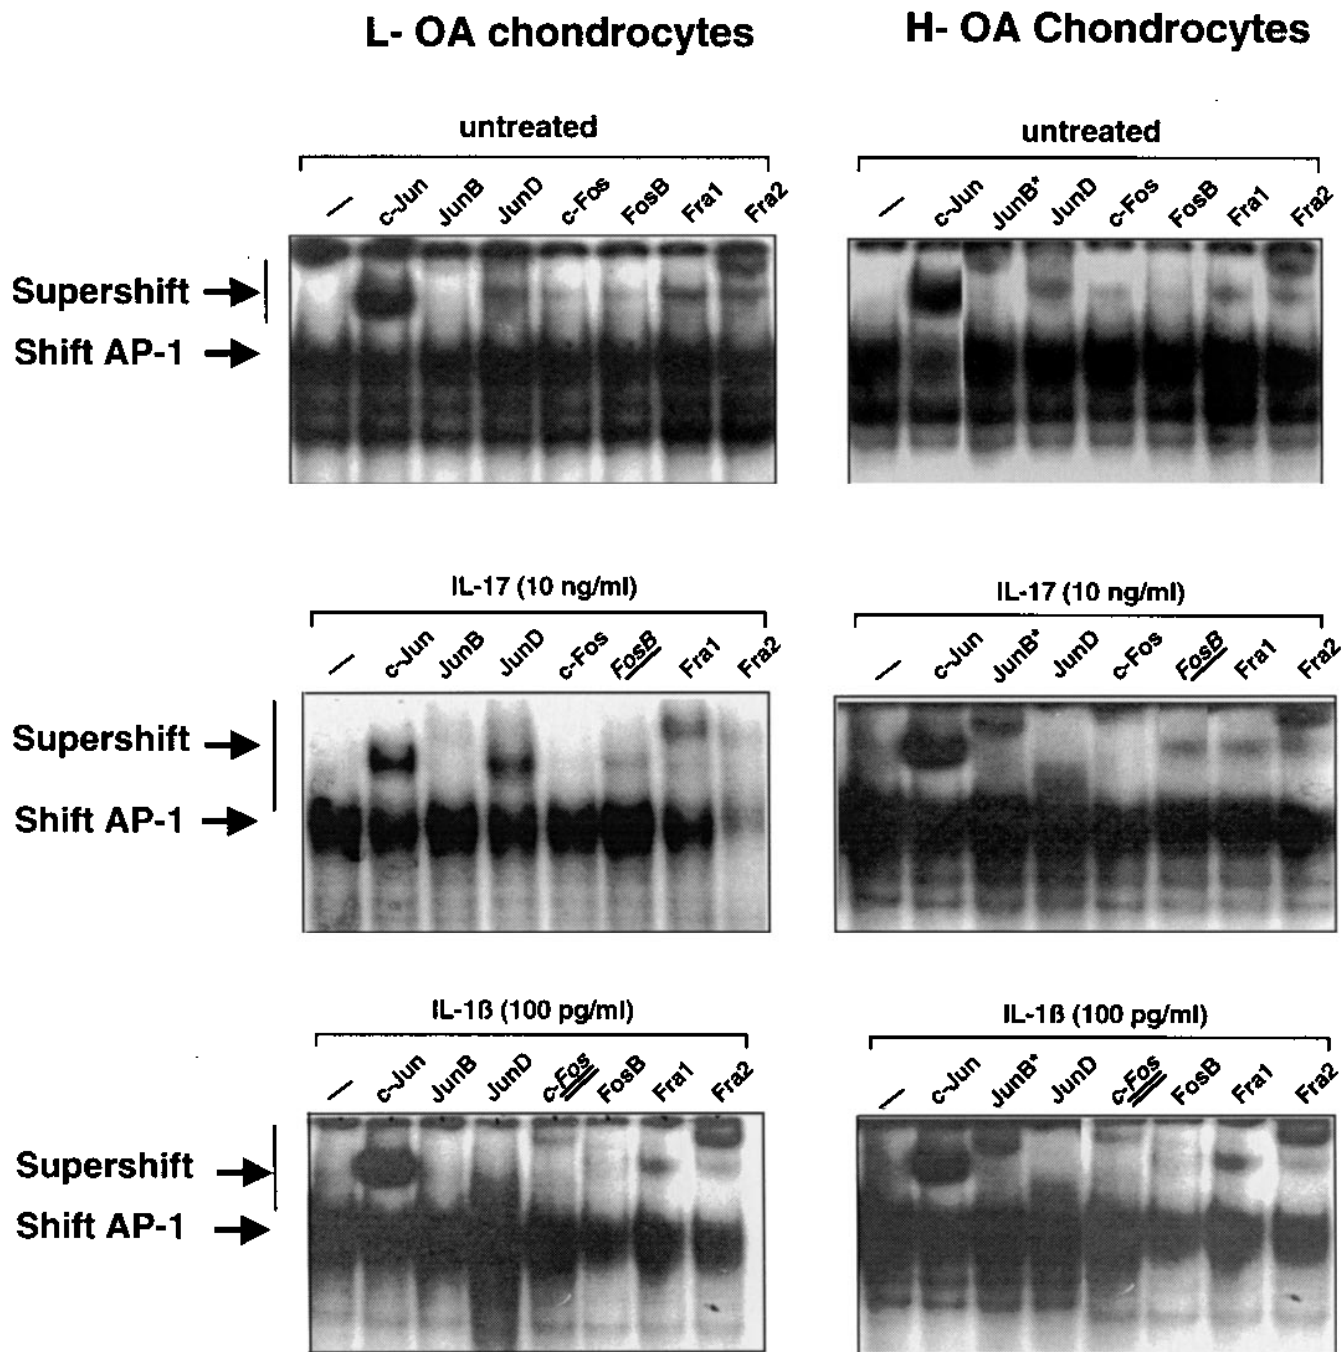 L- OA chondrocytes H- OA Chondrocytes
untreated untreated
— c-Jun JunB JunD c-Fos FosB Fra1 Fra2
— c-Jun JunB* JunD c-Fos FosB Fra1 Fra2
Supershift
Shift AP-1
IL-17 (10 ng/ml) IL-17 (10 ng/ml)
— c-Jun JunB JunD c-Fos FosB Fra1 Fra2
— c-Jun JunB* JunD c-Fos FosB Fra1 Fra2
Supershift
Shift AP-1
IL-1ß (100 pg/ml) IL-1ß (100 pg/ml)
— c-Jun JunB JunD c-Fos FosB Fra1 Fra2
— c-Jun JunB* JunD c-Fos FosB Fra1 Fra2
Supershift
Shift AP-1